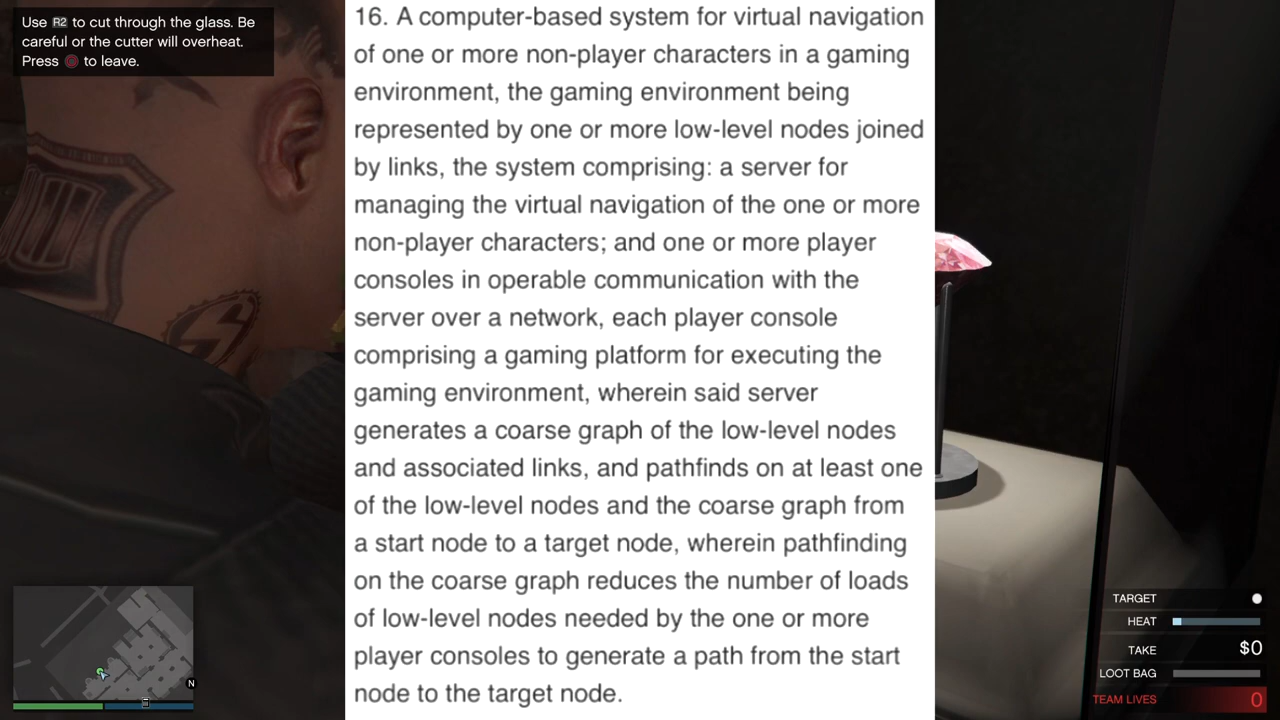 Use R2 to cut through the glass. Be
careful or the cutter will overheat.
Press to leave.
16. A computer-based system for virtual navigation
of one or more non-player characters in a gaming
environment, the gaming environment being
represented by one or more low-level nodes joined
by links, the system comprising: a server for
managing the virtual navigation of the one or more
non-player characters; and one or more player
consoles in operable communication with the
server over a network, each player console
comprising a gaming platform for executing the
gaming environment, wherein said server
generates a coarse graph of the low-level nodes
and associated links, and pathfinds on at least one
of the low-level nodes and the coarse graph from
a start node to a target node, wherein pathfinding
on the coarse graph reduces the number of loads
of low-level nodes needed by the one or more
player consoles to generate a path from the start
node to the target node.
N
TARGET
HEAT
TAKE $0
LOOT BAG
TEAM LIVES 0